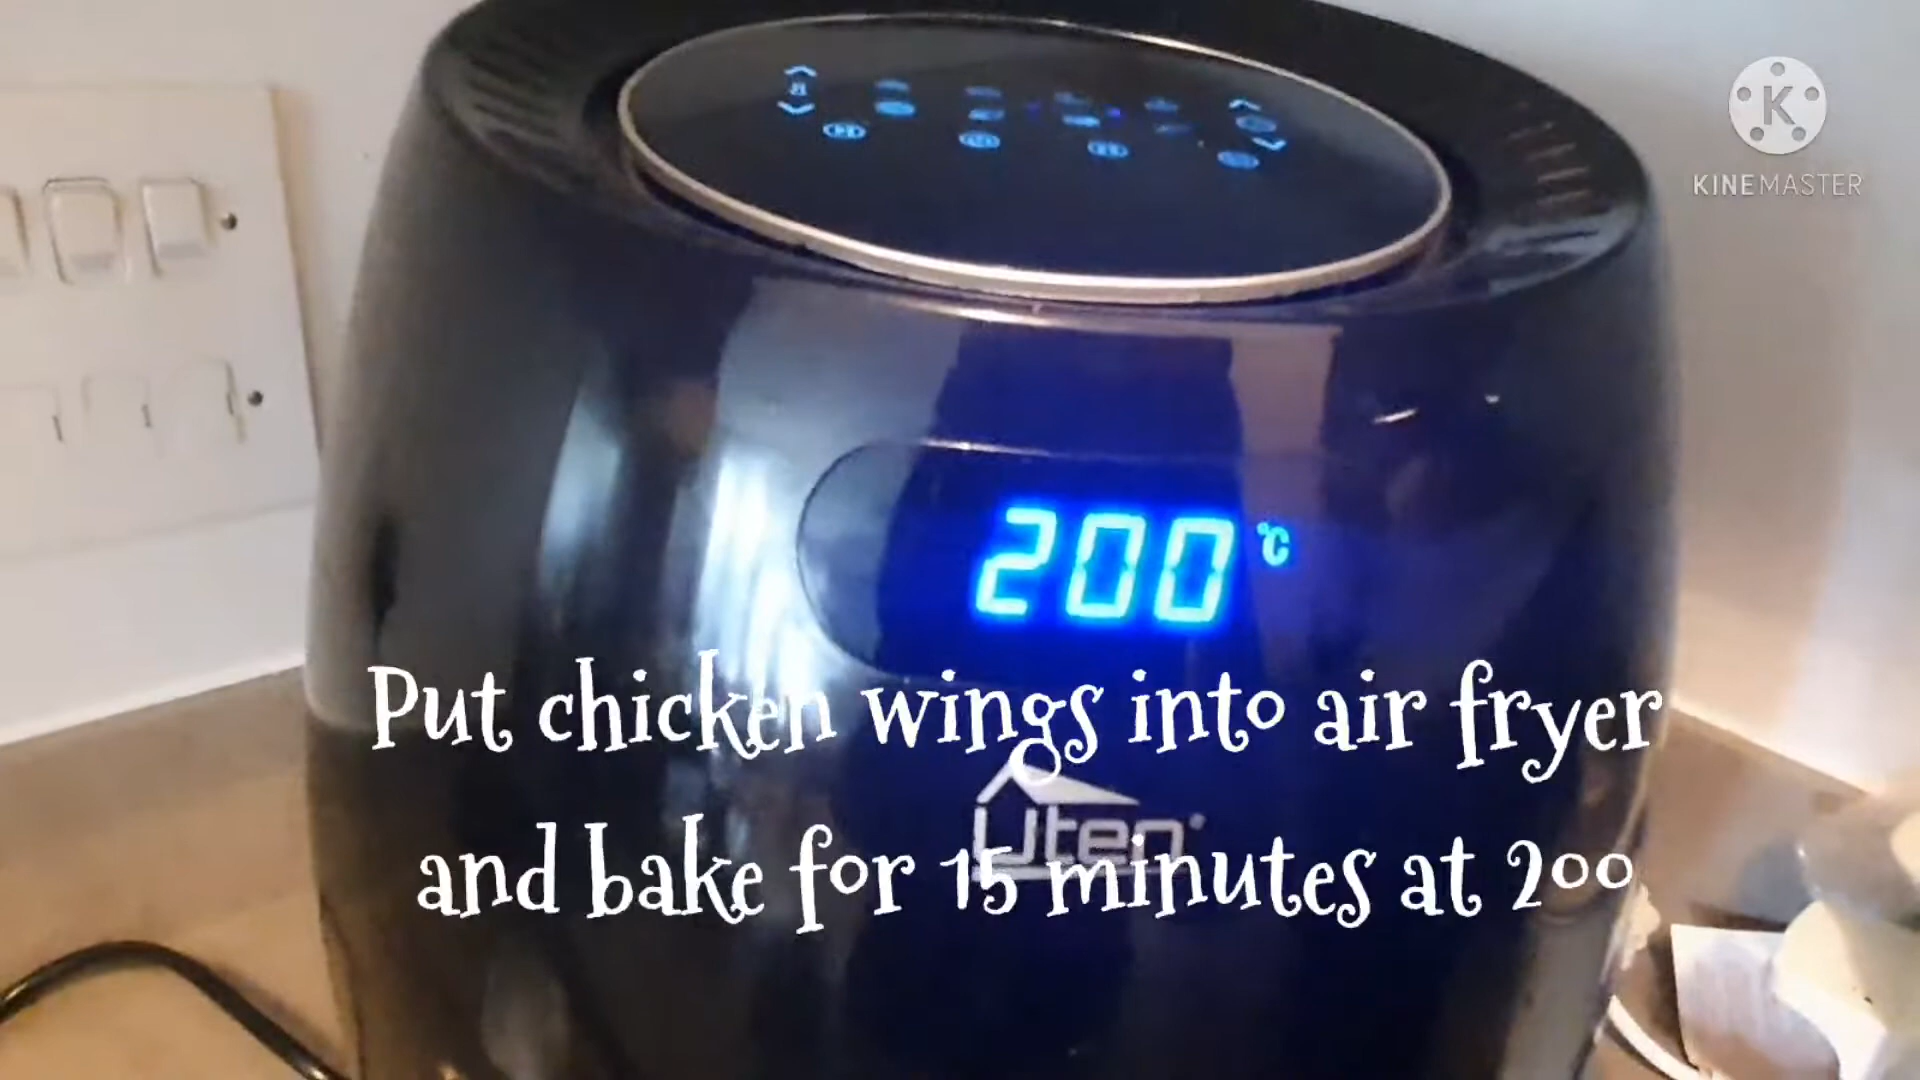 KINEMASTER
200 °C
Put chicken wings into air fryer
Uten
and bake for 15 minutes at 200